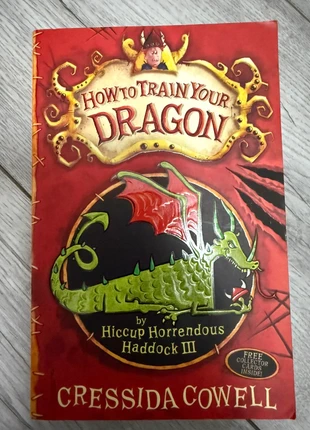 HOW TO TRAIN YOUR
DRAGON
by
Hiccup Horrendous
Haddock III
FREE
COLLECTOR
CARDS
INSIDE!
CRESSIDA COWELL